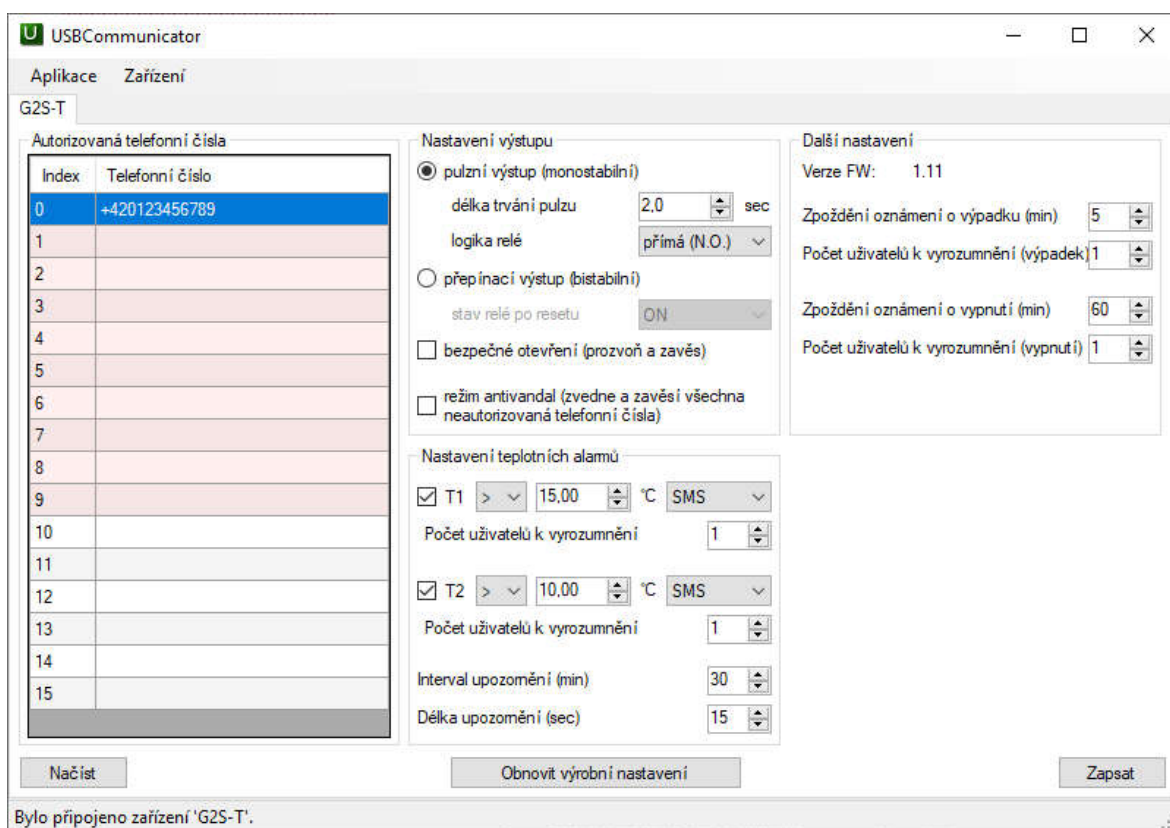 USBCommunicator
Aplikace Zařízení
G2S-T
Autorizovaná telefonní čísla
Index Telefonní číslo
0 +420123456789
1
2
3
4
5
6
7
8
9
10
11
12
13
14
15
Nastavení výstupu
pulzní výstup (monostabilní)
délka trvání pulzu 2,0 sec
logika relé přímá (N.O.)
přepínací výstup (bistabilní)
stav relé po resetu ON
bezpečné otevření (prozvoň a zavěs)
režim antivandal (zvedne a zavěsí všechna
neautorizovaná telefonní čísla)
Nastavení teplotních alarmů
T1 > 15,00 °C SMS
Počet uživatelů k vyrozumnění 1
T2 > 10,00 °C SMS
Počet uživatelů k vyrozumnění 1
Interval upozornění (min) 30
Délka upozornění (sec) 15
Další nastavení
Verze FW: 1.11
Zpoždění oznámení o výpadku (min) 5
Počet uživatelů k vyrozumnění (výpadek) 1
Zpoždění oznámení o vypnutí (min) 60
Počet uživatelů k vyrozumnění (vypnutí) 1
Načíst Obnovit výrobní nastavení Zapsat
Bylo připojeno zařízení 'G2S-T'.